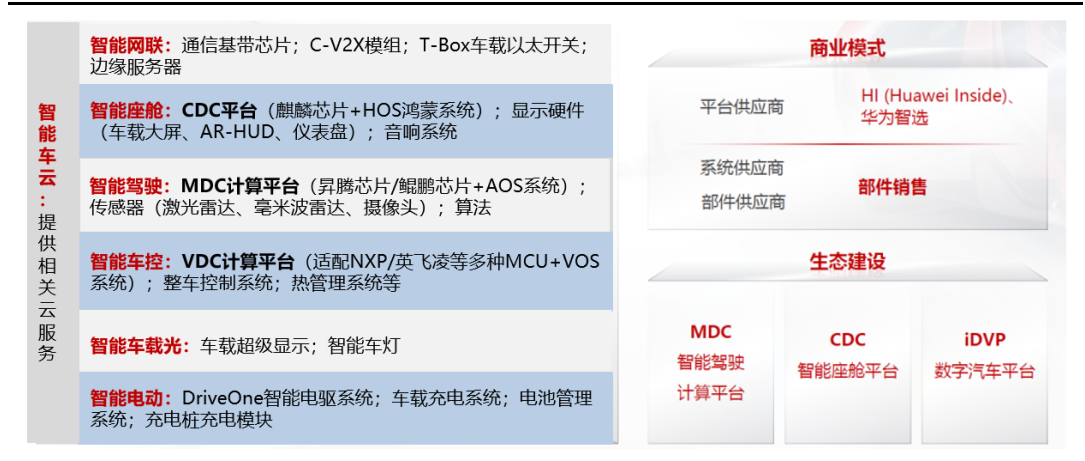 智能车云：提供相关云服务
智能网联：通信基带芯片；C-V2X模组；T-Box车载以太开关；
边缘服务器
智能座舱：CDC平台（麒麟芯片+HOS鸿蒙系统）；显示硬件
（车载大屏、AR-HUD、仪表盘）；音响系统
智能驾驶：MDC计算平台（昇腾芯片/鲲鹏芯片+AOS系统）；
传感器（激光雷达、毫米波雷达、摄像头）；算法
智能车控：VDC计算平台（适配NXP/英飞凌等多种MCU+VOS
系统）；整车控制系统；热管理系统等
智能车载光：车载超级显示；智能车灯
智能电动：DriveOne智能电驱系统；车载充电系统；电池管理
系统；充电桩充电模块
商业模式
平台供应商
HI (Huawei Inside)、
华为智选
系统供应商
部件供应商
部件销售
生态建设
MDC
智能驾驶
计算平台
CDC
智能座舱平台
iDVP
数字汽车平台